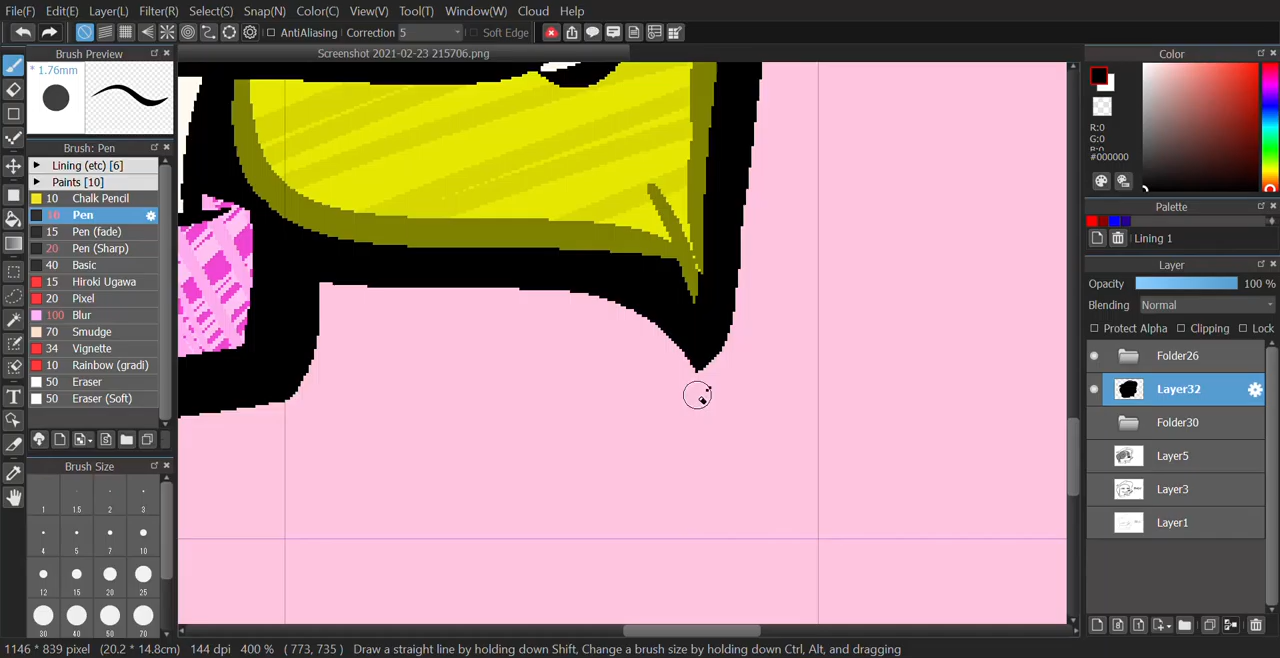 File(F) Edit(E) Layer(L) Filter(R) Select(S) Snap(N) Color(C) View(V) Tool(T) Window(W) Cloud Help
AntiAliasing Correction 5 Soft Edge
Brush Preview
Screenshot 2021-02-23 215706.png
Color
* 1.76mm
R:0
G:0
B:0
#000000
Brush: Pen
Lining (etc) [6]
Paints [10]
10 Chalk Pencil
10 Pen
15 Pen (fade)
20 Pen (Sharp)
40 Basic
15 Hiroki Ugawa
20 Pixel
100 Blur
70 Smudge
34 Vignette
10 Rainbow (gradi)
50 Eraser
50 Eraser (Soft)
Palette
Lining 1
Layer
Opacity 100 %
Blending Normal
Protect Alpha Clipping Lock
Folder26
Layer32
Folder30
Layer5
Layer3
Layer1
Brush Size
1 1.5 2 3
4 5 7 10
12 15 20 25
30 40 50 70
1146 * 839 pixel (20.2 * 14.8cm) 144 dpi 400 % ( 773, 735 ) Draw a straight line by holding down Shift, Change a brush size by holding down Ctrl, Alt, and dragging